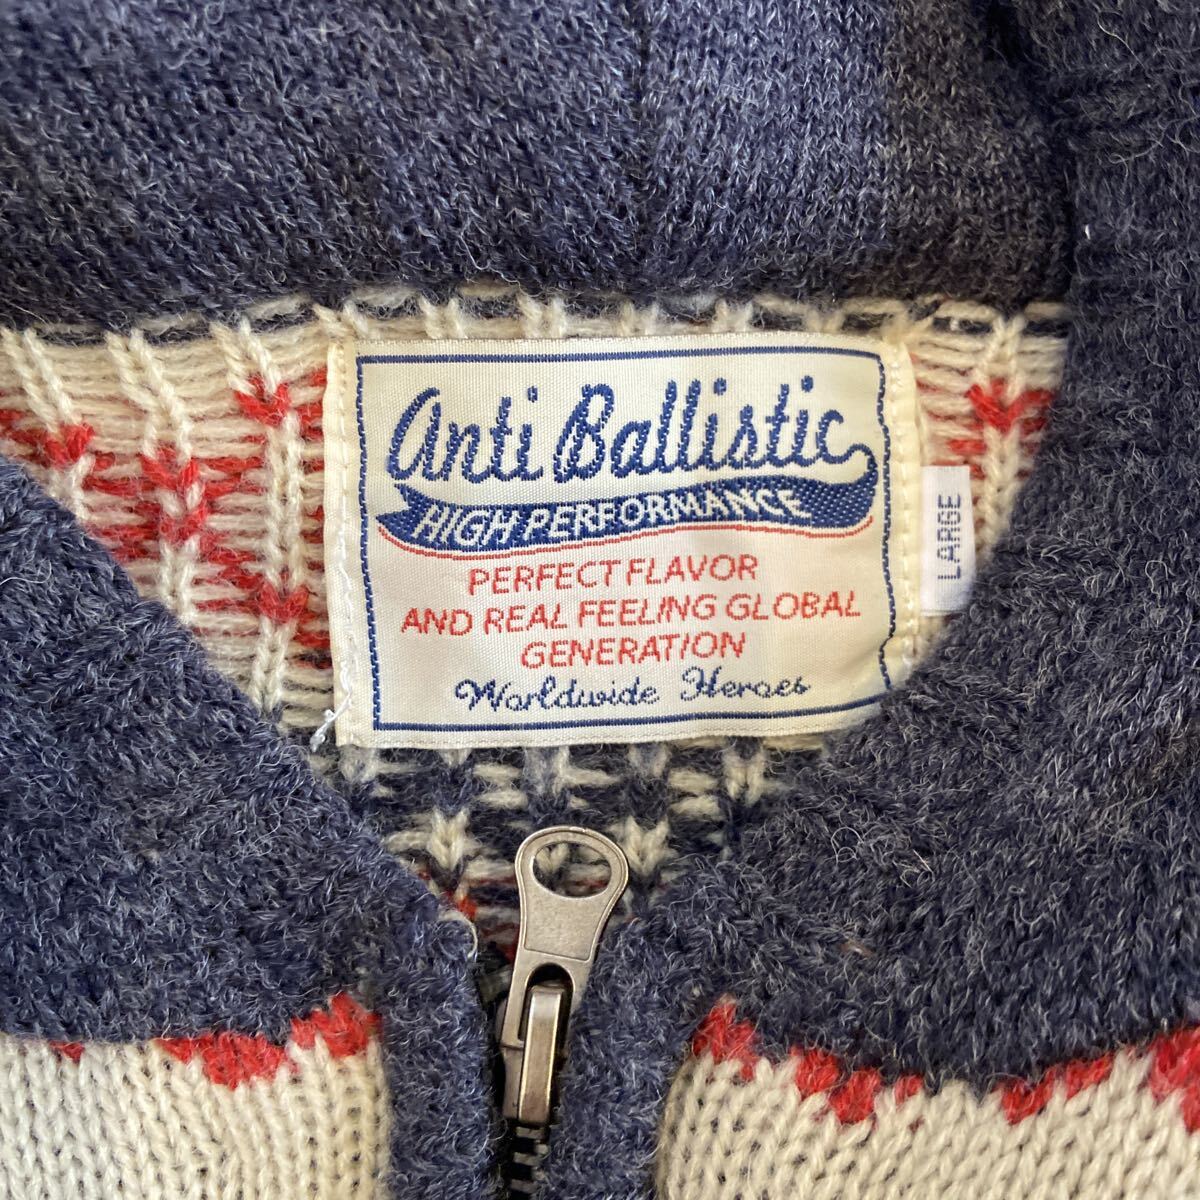 Anti Ballistic
HIGH PERFORMANCE
PERFECT FLAVOR
AND REAL FEELING GLOBAL
GENERATION
Worldwide Heroes
LARGE